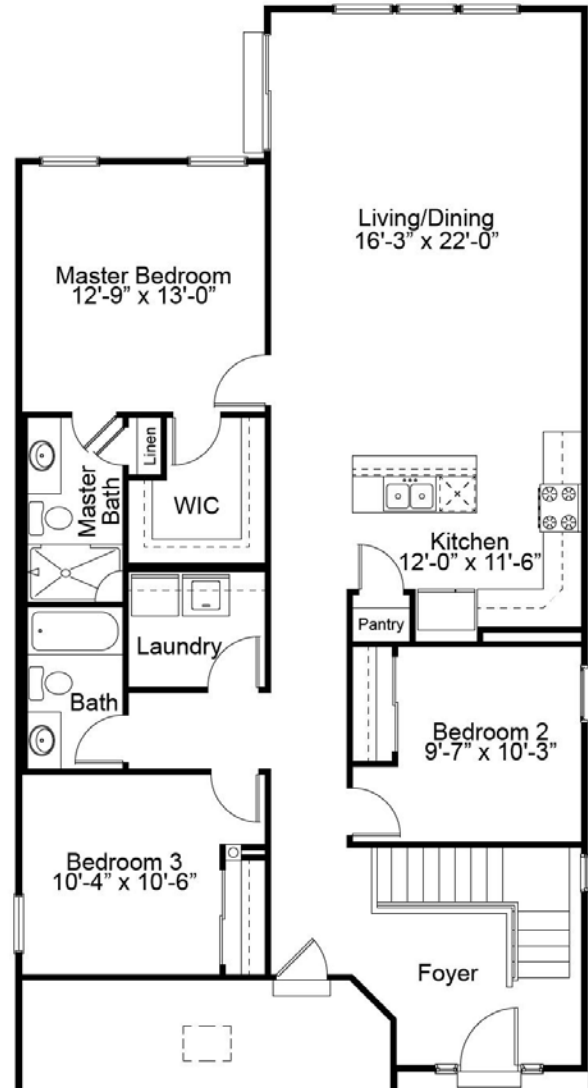 Living/Dining
16'-3” x 22'-0”
Master Bedroom
12'-9” x 13'-0”
Linen
Master
Bath
WIC
Kitchen
12'-0” x 11'-6”
Pantry
Laundry
Bath
Bedroom 2
9'-7” x 10'-3”
Bedroom 3
10'-4” x 10'-6”
Foyer